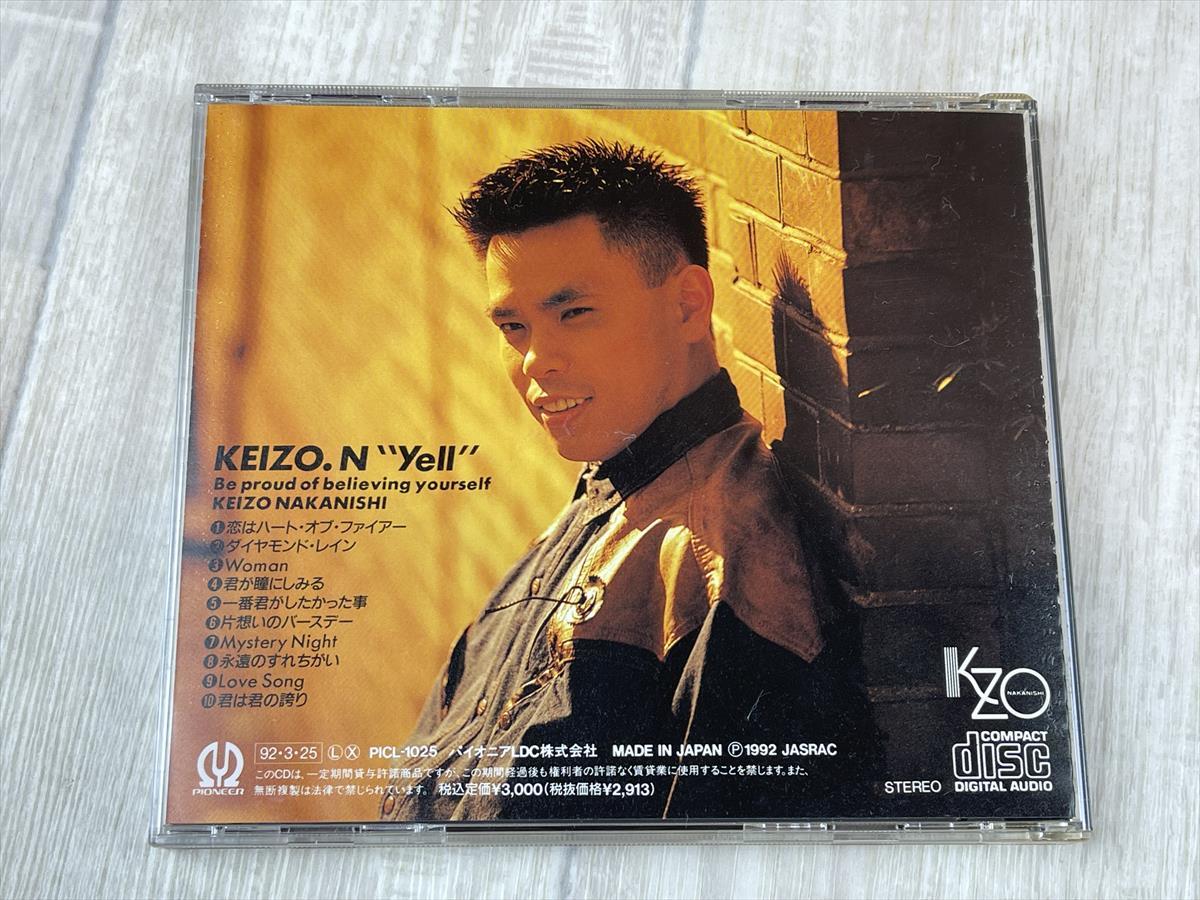 KEIZO.N "Yell"
Be proud of believing yourself
KEIZO NAKANISHI
❶恋はハート・オブ・ファイアー
❷ダイヤモンド・レイン
❸Woman
❹君が瞳にしみる
❺一番君がしたかった事
❻片想いのバースデー
❼Mystery Night
❽永遠のすれちがい
❾Love Song
❿君は君の誇り
KZO
NAKANISHI
PIONEER
92・3・25 Ⓛ Ⓧ PICL-1025 パイオニアLDC株式会社 MADE IN JAPAN Ⓟ1992 JASRAC
このCDは、一定期間貸与許諾商品ですが、この期間経過後も権利者の許諾なく賃貸業に使用することを禁じます。また、
無断複製は法律で禁じられています。 税込定価¥3,000(税抜価格¥2,913)
STEREO
COMPACT
disc
DIGITAL AUDIO